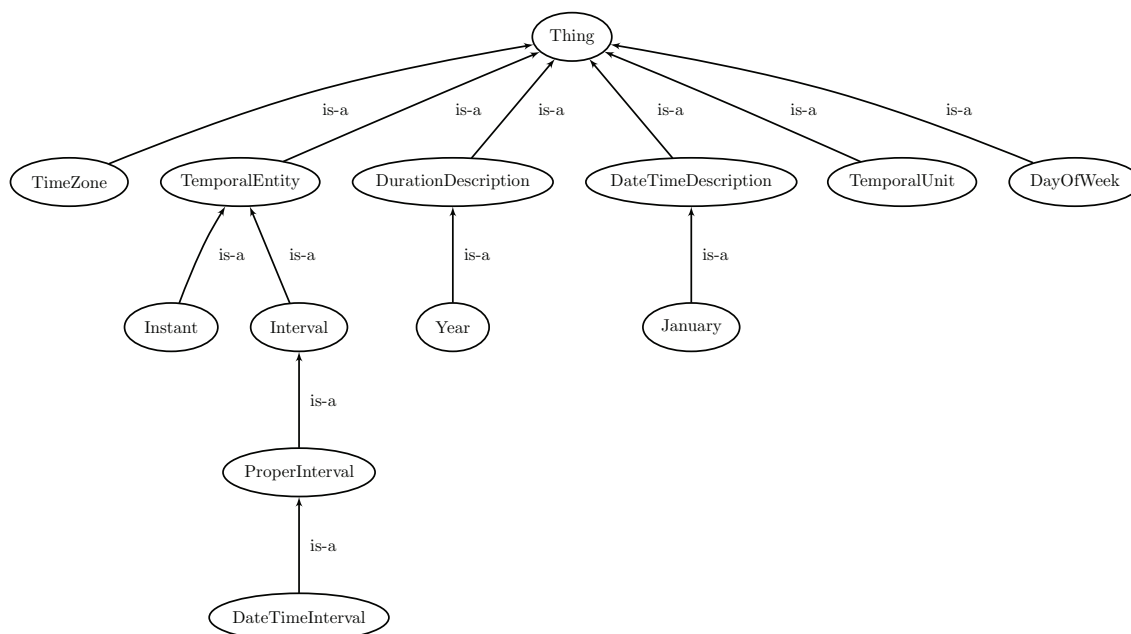 Thing
is-a is-a is-a is-a is-a is-a
TimeZone TemporalEntity DurationDescription DateTimeDescription TemporalUnit DayOfWeek
is-a is-a is-a is-a
Instant Interval Year January
is-a
ProperInterval
is-a
DateTimeInterval